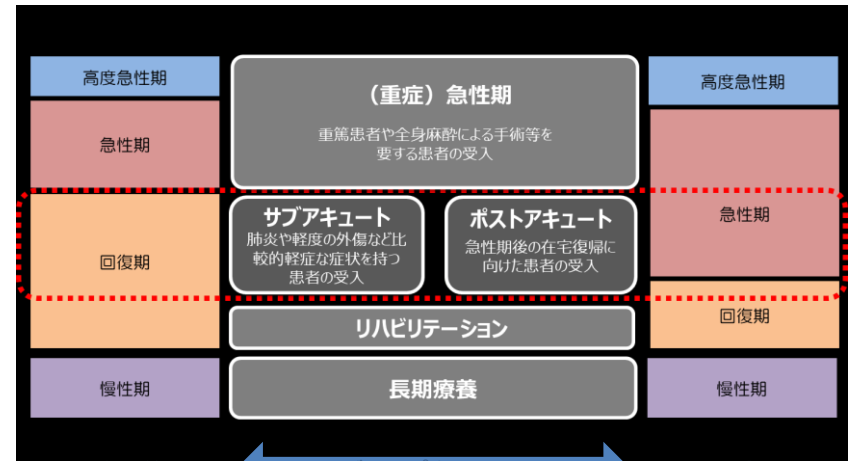 高度急性期
急性期
回復期
慢性期
（重症）急性期
重篤患者や全身麻酔による手術等を
要する患者の受入
サブアキュート
肺炎や軽度の外傷など比
較的軽症な症状を持つ
患者の受入
ポストアキュート
急性期後の在宅復帰に
向けた患者の受入
リハビリテーション
長期療養
高度急性期
急性期
回復期
慢性期